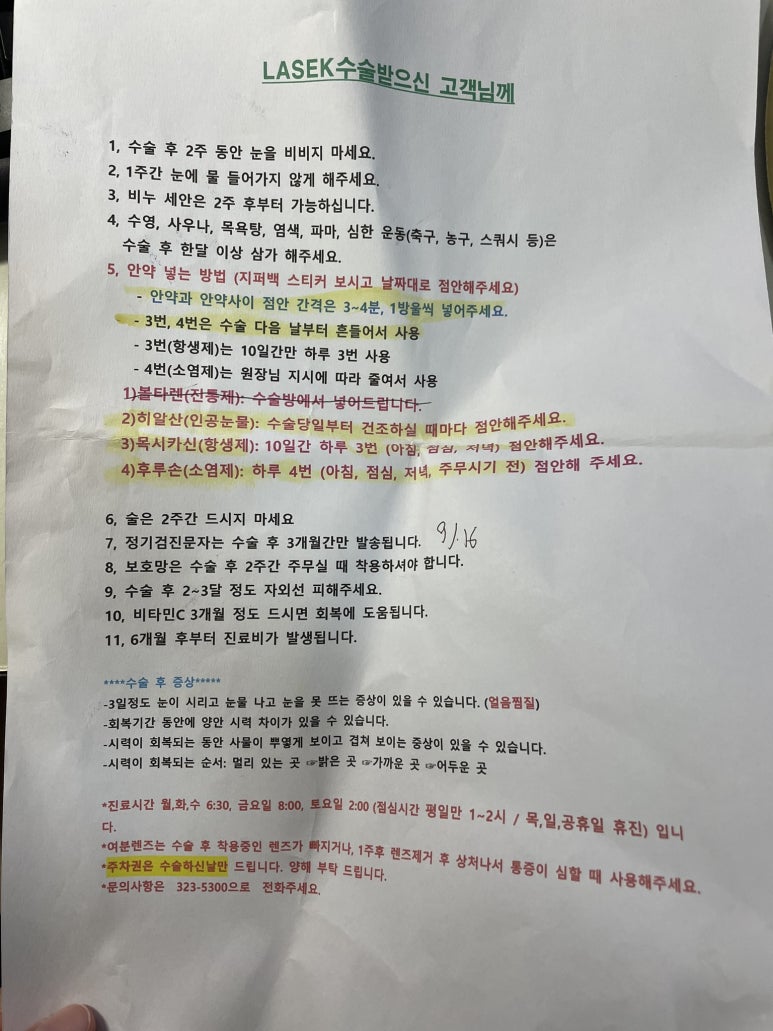 LASEK수술받으신 고객님께
1, 수술 후 2주 동안 눈을 비비지 마세요.
2, 1주간 눈에 물 들어가지 않게 해주세요.
3, 비누 세안은 2주 후부터 가능하십니다.
4, 수영, 사우나, 목욕탕, 염색, 파마, 심한 운동(축구, 농구, 스쿼시 등)은
수술 후 한달 이상 삼가 해주세요.
5, 안약 넣는 방법 (지퍼백 스티커 보시고 날짜대로 점안해주세요)
- 안약과 안약사이 점안 간격은 3~4분, 1방울씩 넣어주세요.
- 3번, 4번은 수술 다음 날부터 흔들어서 사용
- 3번(항생제)는 10일간만 하루 3번 사용
- 4번(소염제)는 원장님 지시에 따라 줄여서 사용
1)볼타렌(진통제): 수술방에서 넣어드립니다.
2)히알산(인공눈물): 수술당일부터 건조하실 때마다 점안해주세요.
3)목시카신(항생제): 10일간 하루 3번 (아침, 점심, 저녁) 점안해주세요.
4)후루손(소염제): 하루 4번 (아침, 점심, 저녁, 주무시기 전) 점안해 주세요.
6, 술은 2주간 드시지 마세요
7, 정기검진문자는 수술 후 3개월간만 발송됩니다. 9/16
8, 보호망은 수술 후 2주간 주무실 때 착용하셔야 합니다.
9, 수술 후 2~3달 정도 자외선 피해주세요.
10, 비타민C 3개월 정도 드시면 회복에 도움됩니다.
11, 6개월 후부터 진료비가 발생됩니다.
****수술 후 증상*****
-3일정도 눈이 시리고 눈물 나고 눈을 못 뜨는 증상이 있을 수 있습니다. (얼음찜질)
-회복기간 동안에 양안 시력 차이가 있을 수 있습니다.
-시력이 회복되는 동안 사물이 뿌옇게 보이고 겹쳐 보이는 증상이 있을 수 있습니다.
-시력이 회복되는 순서: 멀리 있는 곳 ☞밝은 곳 ☞가까운 곳 ☞어두운 곳
*진료시간 월,화,수 6:30, 금요일 8:00, 토요일 2:00 (점심시간 평일만 1~2시 / 목,일,공휴일 휴진) 입니
다.
*여분렌즈는 수술 후 착용중인 렌즈가 빠지거나, 1주후 렌즈제거 후 상처나서 통증이 심할 때 사용해주세요.
*주차권은 수술하신날만 드립니다. 양해 부탁 드립니다.
*문의사항은 323-5300으로 전화주세요.